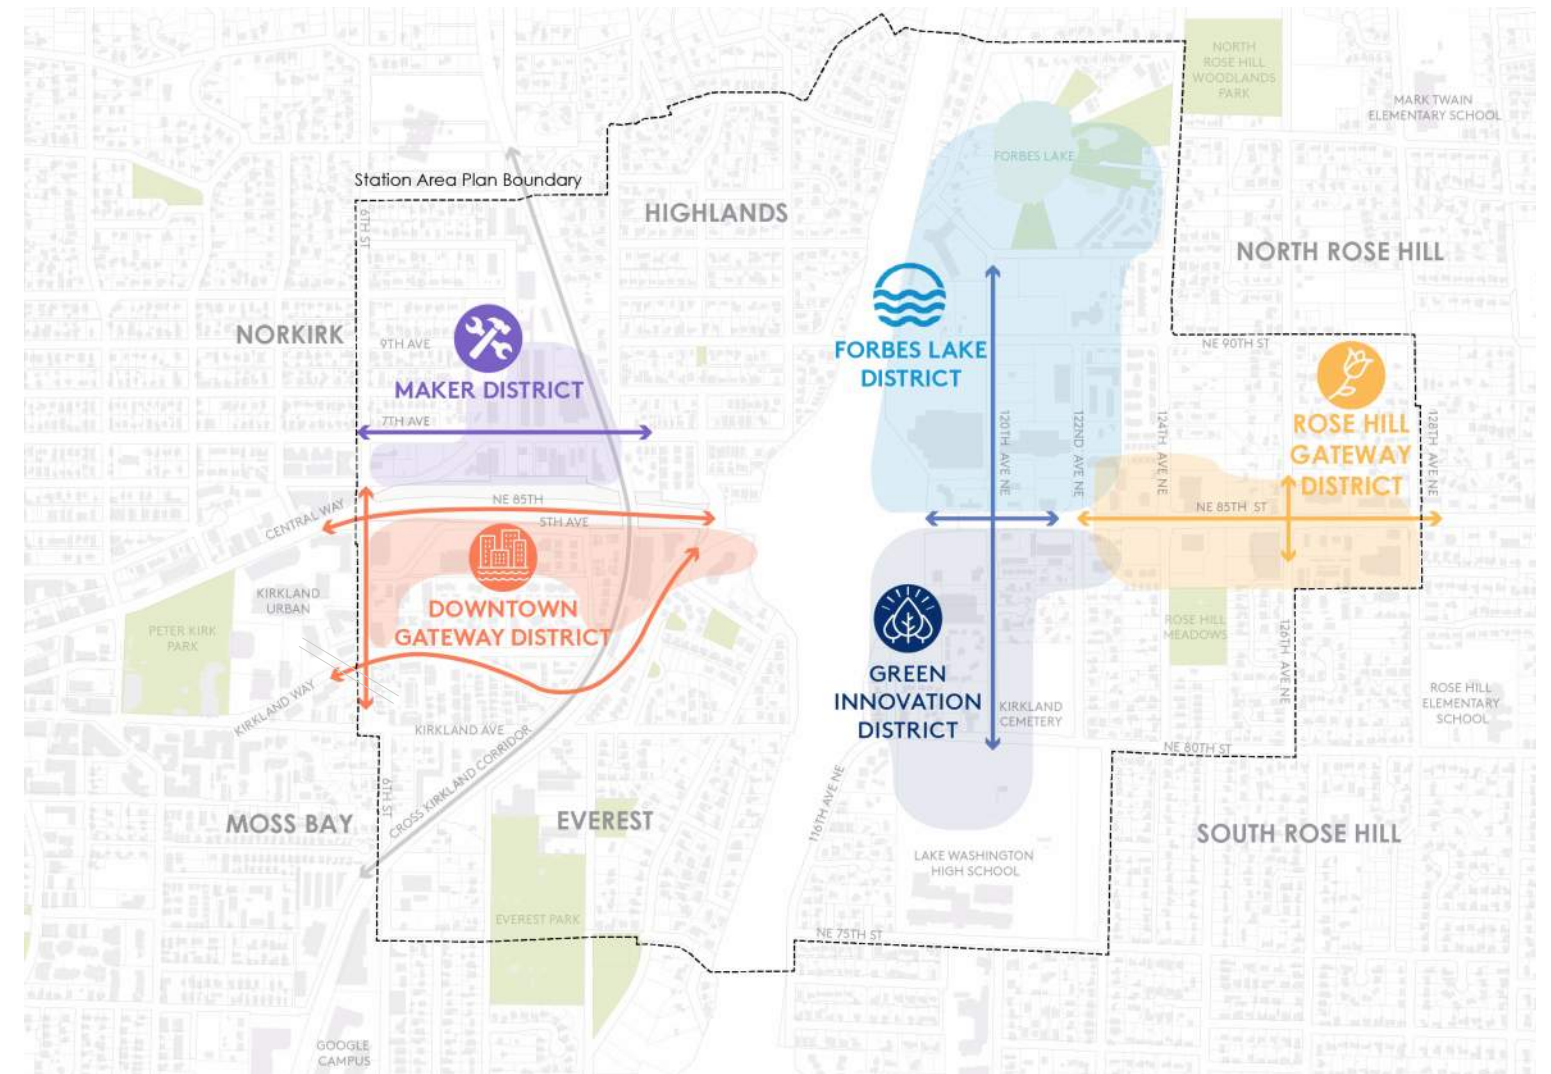 NORTH
ROSE HILL
WOODLANDS
PARK
MARK TWAIN
ELEMENTARY SCHOOL
FORBES LAKE
Station Area Plan Boundary
6TH ST
HIGHLANDS
NORTH ROSE HILL
NORKIRK
9TH AVE
MAKER DISTRICT
7TH AVE
FORBES LAKE
DISTRICT
NE 90TH ST
ROSE HILL
GATEWAY
DISTRICT
120TH AVE NE
122ND AVE NE
124TH AVE NE
128TH AVE NE
CENTRAL WAY
NE 85TH
5TH AVE
NE 85TH ST
KIRKLAND
URBAN
PETER KIRK
PARK
DOWNTOWN
GATEWAY DISTRICT
ROSE HILL
MEADOWS
126TH AVE NE
GREEN
INNOVATION
DISTRICT
KIRKLAND
CEMETERY
ROSE HILL
ELEMENTARY
SCHOOL
KIRKLAND WAY
KIRKLAND AVE
NE 80TH ST
CROSS KIRKLAND CORRIDOR
6TH ST
116TH AVE NE
MOSS BAY
EVEREST
SOUTH ROSE HILL
LAKE WASHINGTON
HIGH SCHOOL
EVEREST PARK
NE 75TH ST
GOOGLE
CAMPUS